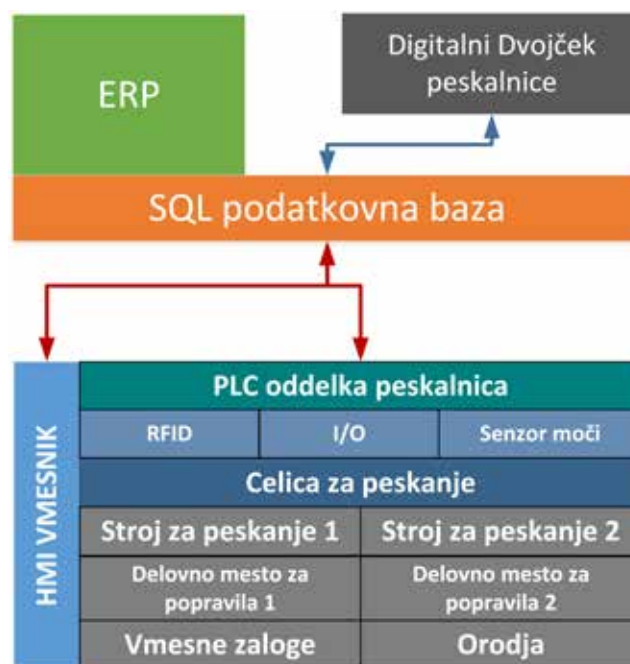 ERP
Digitalni Dvojček
peskalnice
SQL podatkovna baza
HMI VMESNIK
PLC oddelka peskalnica
RFID
I/O
Senzor moči
Celica za peskanje
Stroj za peskanje 1
Stroj za peskanje 2
Delovno mesto za
popravila 1
Delovno mesto za
popravila 2
Vmesne zaloge
Orodja